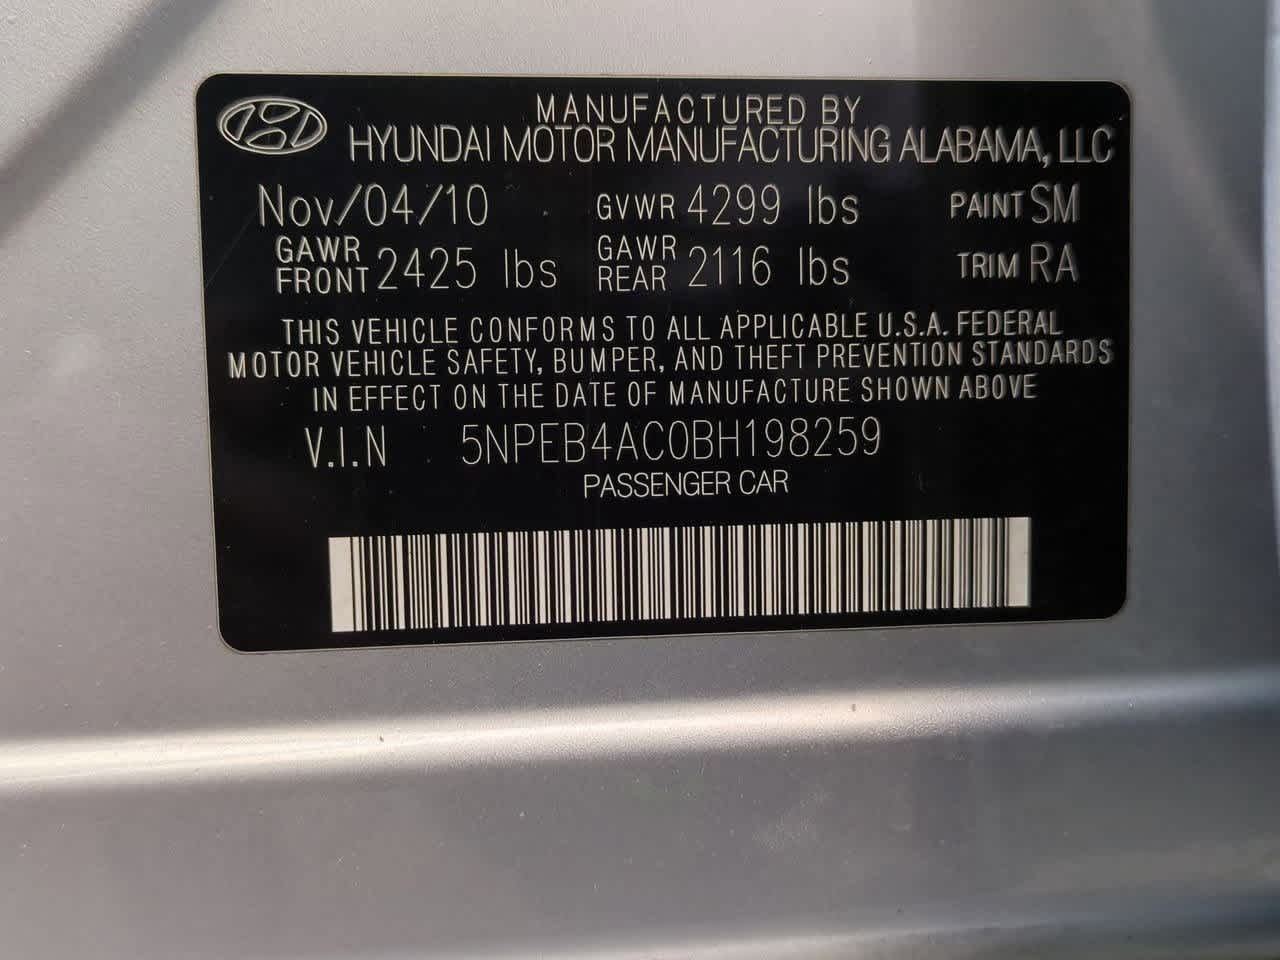 MANUFACTURED BY
HYUNDAI MOTOR MANUFACTURING ALABAMA, LLC
Nov/04/10 GVWR 4299 lbs PAINT SM
GAWR FRONT 2425 lbs GAWR REAR 2116 lbs TRIM RA
THIS VEHICLE CONFORMS TO ALL APPLICABLE U.S.A. FEDERAL
MOTOR VEHICLE SAFETY, BUMPER, AND THEFT PREVENTION STANDARDS
IN EFFECT ON THE DATE OF MANUFACTURE SHOWN ABOVE
V.I.N 5NPEB4AC0BH198259
PASSENGER CAR